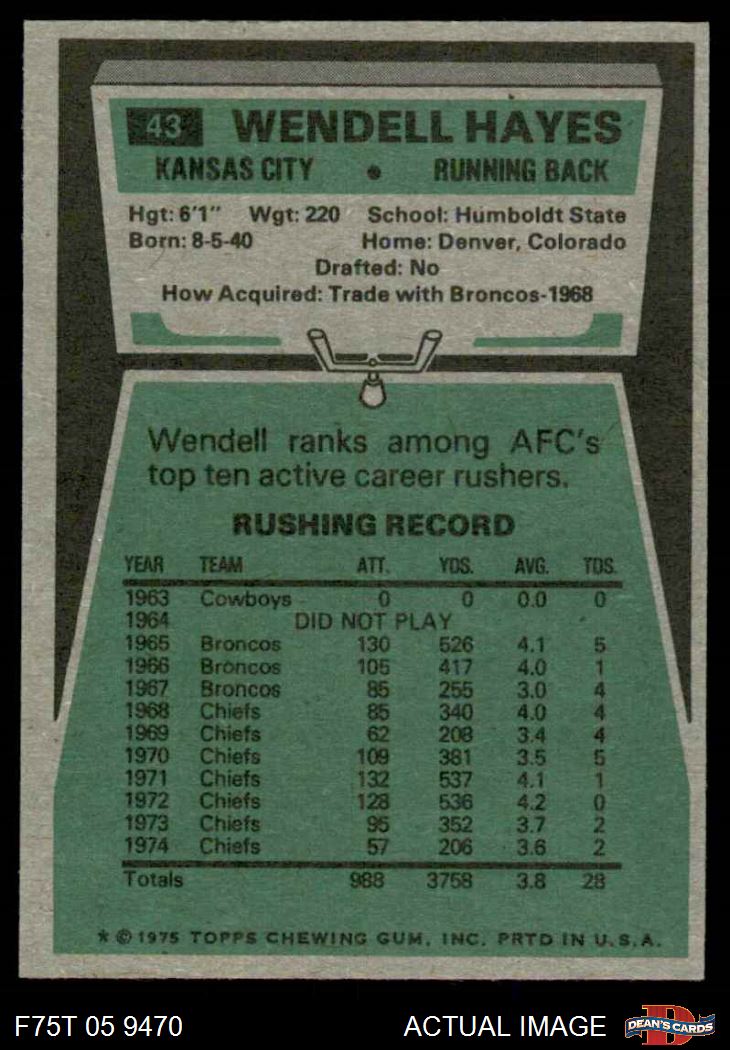 43 WENDELL HAYES
KANSAS CITY • RUNNING BACK
Hgt: 6'1" Wgt: 220 School: Humboldt State
Born: 8-5-40 Home: Denver, Colorado
Drafted: No
How Acquired: Trade with Broncos-1968
Wendell ranks among AFC's
top ten active career rushers.
RUSHING RECORD
YEAR TEAM ATT. YDS. AVG. TDS.
1963 Cowboys 0 0 0.0 0
1964 DID NOT PLAY
1965 Broncos 130 526 4.1 5
1966 Broncos 105 417 4.0 1
1967 Broncos 85 255 3.0 4
1968 Chiefs 85 340 4.0 4
1969 Chiefs 62 208 3.4 4
1970 Chiefs 109 381 3.5 5
1971 Chiefs 132 537 4.1 1
1972 Chiefs 128 536 4.2 0
1973 Chiefs 95 352 3.7 2
1974 Chiefs 57 206 3.6 2
Totals 988 3758 3.8 28
* © 1975 TOPPS CHEWING GUM, INC. PRTD IN U.S.A.
F75T 05 9470 ACTUAL IMAGE D DEAN'S CARDS